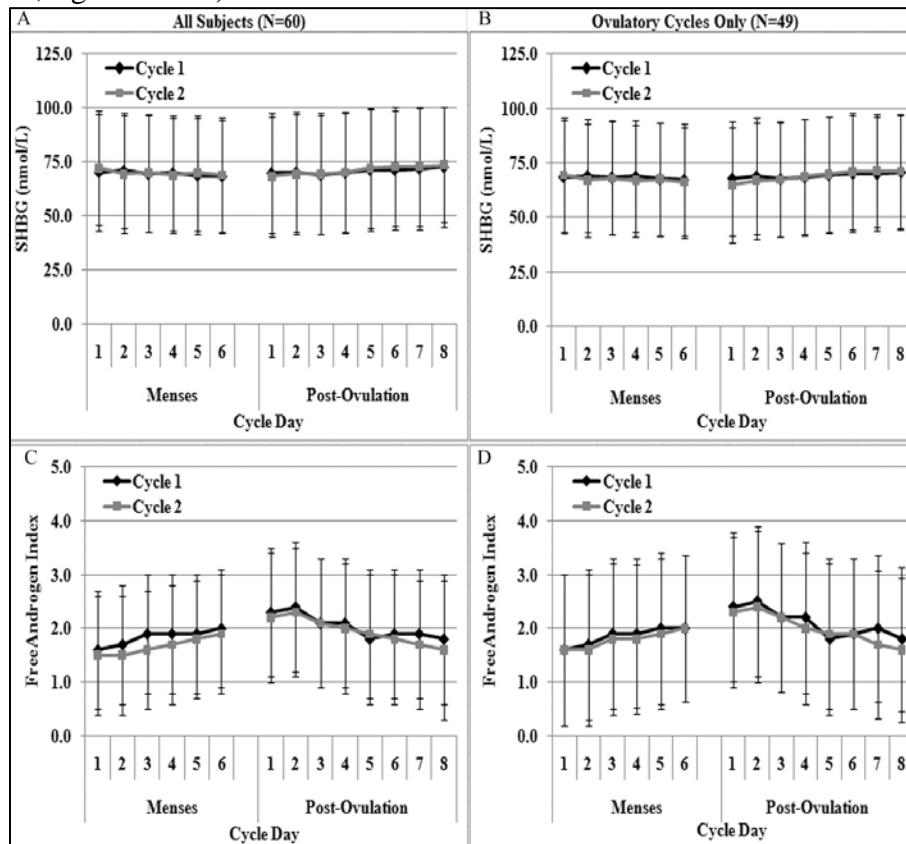 A All Subjects (N=60)
125.0
100.0
75.0
50.0
25.0
0.0
SHBG (nmol/L)
Cycle 1
Cycle 2
1 2 3 4 5 6 1 2 3 4 5 6 7 8
Menses Post-Ovulation
Cycle Day
B Ovulatory Cycles Only (N=49)
125.0
100.0
75.0
50.0
25.0
0.0
SHBG (nmol/L)
Cycle 1
Cycle 2
1 2 3 4 5 6 1 2 3 4 5 6 7 8
Menses Post-Ovulation
Cycle Day
C
5.0
4.0
3.0
2.0
1.0
0.0
Free Androgen Index
Cycle 1
Cycle 2
1 2 3 4 5 6 1 2 3 4 5 6 7 8
Menses Post-Ovulation
Cycle Day
D
5.0
4.0
3.0
2.0
1.0
0.0
Free Androgen Index
Cycle 1
Cycle 2
1 2 3 4 5 6 1 2 3 4 5 6 7 8
Menses Post-Ovulation
Cycle Day